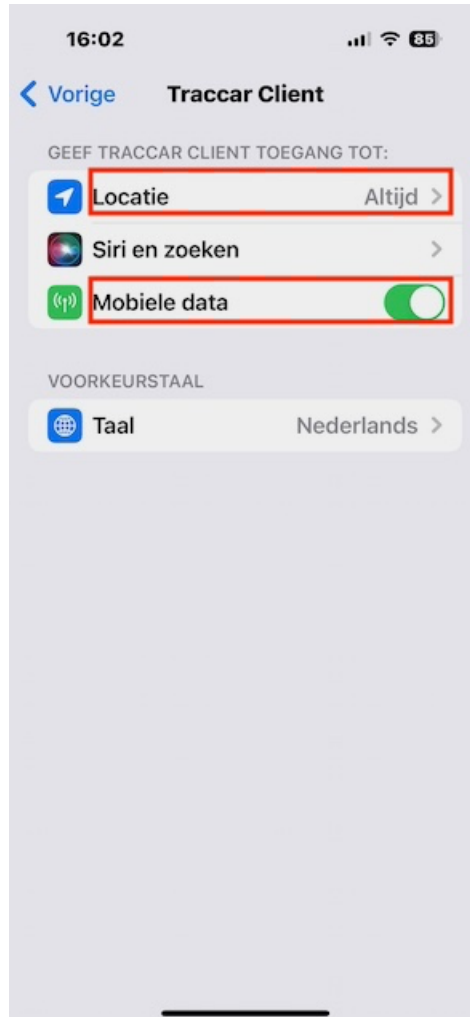 16:02 85
Vorige Traccar Client
GEEF TRACCAR CLIENT TOEGANG TOT:
Locatie Altijd
Siri en zoeken
Mobiele data
VOORKEURSTAAL
Taal Nederlands